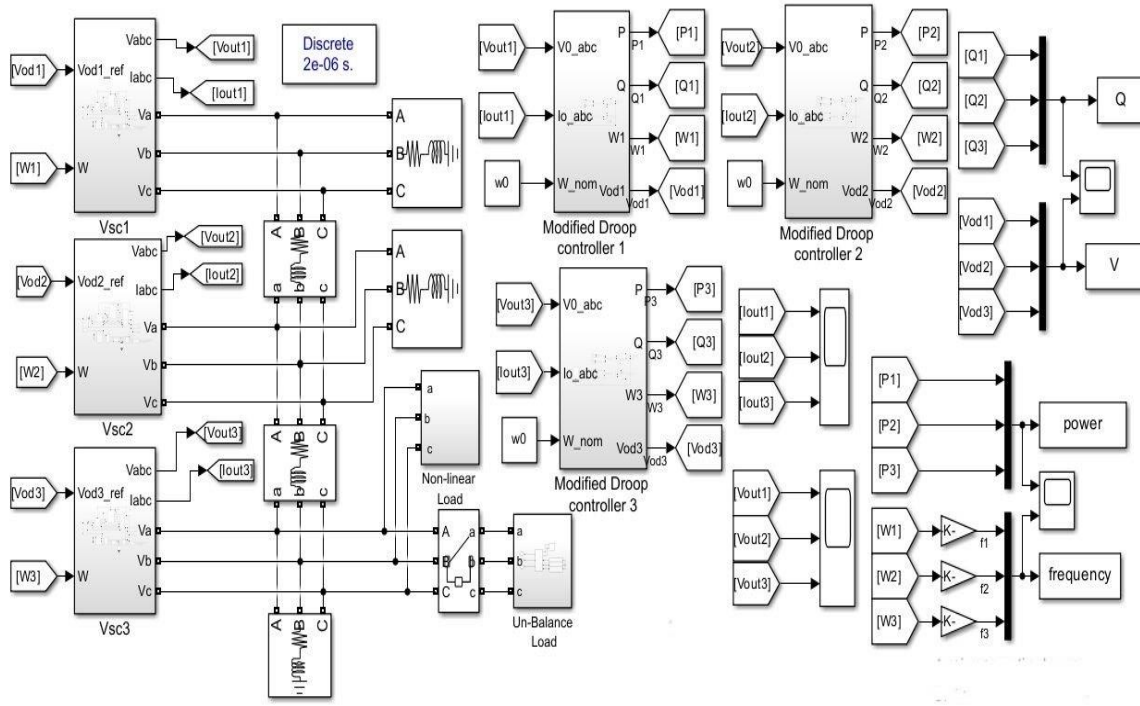 Discrete
2e-06 s.
[Vod1]
[W1]
Vod1_ref
W
Vabc
Iabc
Va
Vb
Vc
Vsc1
[Vout1]
[Iout1]
A
B
C
A B C
a b c
[Vod2]
[W2]
Vod2_ref
W
Vabc
Iabc
Va
Vb
Vc
Vsc2
[Vout2]
[Iout2]
A
B
C
A B C
a b c
[Vod3]
[W3]
Vod3_ref
W
Vabc
Iabc
Va
Vb
Vc
Vsc3
[Vout3]
[Iout3]
a
b
c
Non-linear
Load
A
B
C
a
b
c
a
b
c
Un-Balance
Load
A B C
[Vout1]
[Iout1]
w0
V0_abc
Io_abc
W_nom
P
Q
W1
Vod1
P1
Q1
W1
Vod1
[P1]
[Q1]
[W1]
[Vod1]
Modified Droop
controller 1
[Vout2]
[Iout2]
w0
V0_abc
Io_abc
W_nom
P
Q
W2
Vod2
P2
Q2
W2
Vod2
[P2]
[Q2]
[W2]
[Vod2]
Modified Droop
controller 2
[Vout3]
[Iout3]
w0
V0_abc
Io_abc
W_nom
P
Q
W3
Vod3
P3
Q3
W3
Vod3
[P3]
[Q3]
[W3]
[Vod3]
Modified Droop
controller 3
[Q1]
[Q2]
[Q3]
Q
[Vod1]
[Vod2]
[Vod3]
V
[Iout1]
[Iout2]
[Iout3]
[Vout1]
[Vout2]
[Vout3]
[P1]
[P2]
[P3]
power
[W1]
[W2]
[W3]
K-
K-
K-
f1
f2
f3
frequency